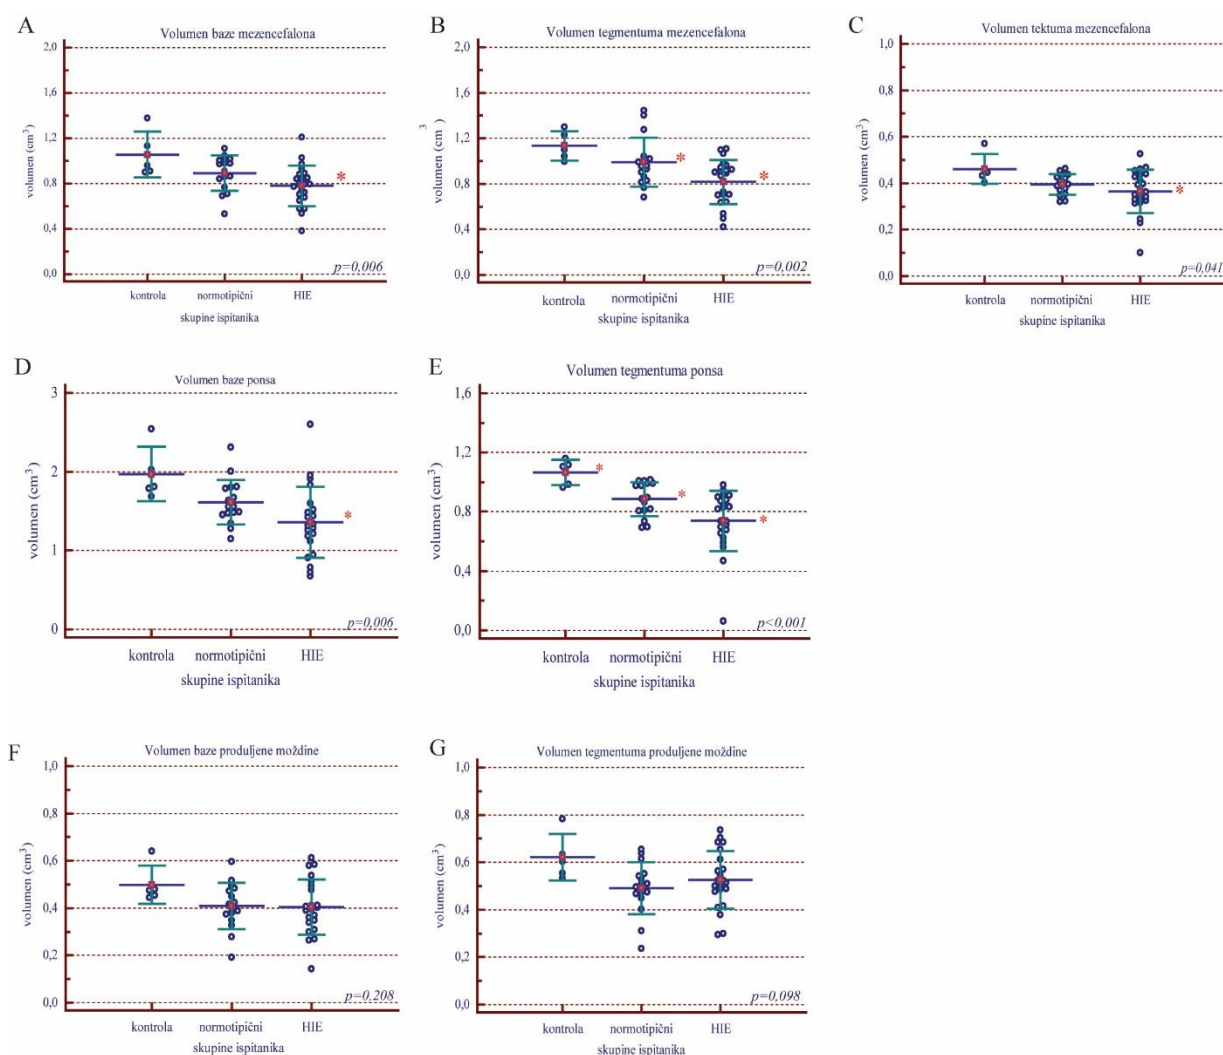 A
Volumen baze mezencefalona
2,0
1,6
1,2
0,8
0,4
0,0
volumen (cm³)
*
p=0,006
kontrola normotipični HIE
skupine ispitanika
B
Volumen tegmentuma mezencefalona
2,0
1,6
1,2
0,8
0,4
0,0
volumen (cm3)
* *
p=0,002
kontrola normotipični HIE
skupine ispitanika
C
Volumen tektuma mezencefalona
1,0
0,8
0,6
0,4
0,2
0,0
volumen (cm³)
*
p=0,041
kontrola normotipični HIE
skupine ispitanika
D
Volumen baze ponsa
3
2
1
0
volumen (cm³)
*
p=0,006
kontrola normotipični HIE
skupine ispitanika
E
Volumen tegmentuma ponsa
1,6
1,2
0,8
0,4
0,0
volumen (cm³)
* * *
p<0,001
kontrola normotipični HIE
skupine ispitanika
F
Volumen baze produljene moždine
1,0
0,8
0,6
0,4
0,2
0,0
volumen (cm³)
p=0,208
kontrola normotipični HIE
skupine ispitanika
G
Volumen tegmentuma produljene moždine
1,0
0,8
0,6
0,4
0,2
0,0
volumen (cm³)
p=0,098
kontrola normotipični HIE
skupine ispitanika